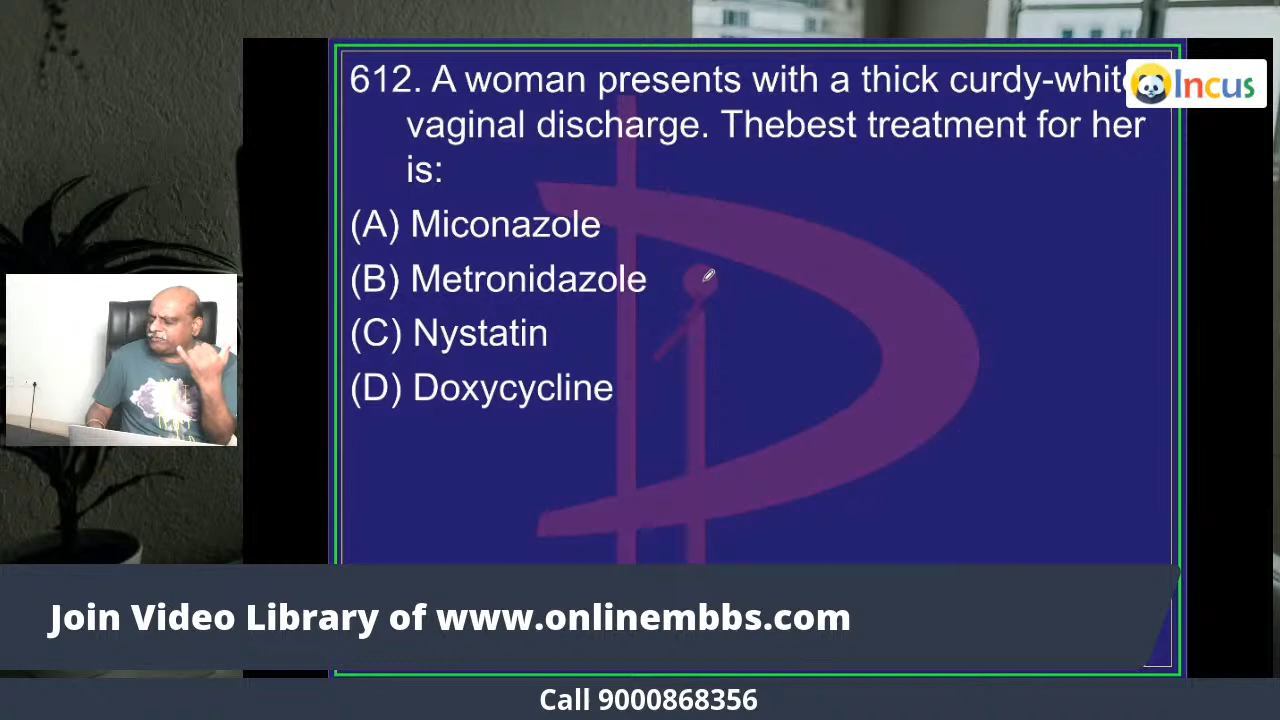 612. A woman presents with a thick curdy-white
Incus
vaginal discharge. Thebest treatment for her
is:
(A) Miconazole
(B) Metronidazole
(C) Nystatin
(D) Doxycycline
Join Video Library of www.onlinembbs.com
Call 9000868356